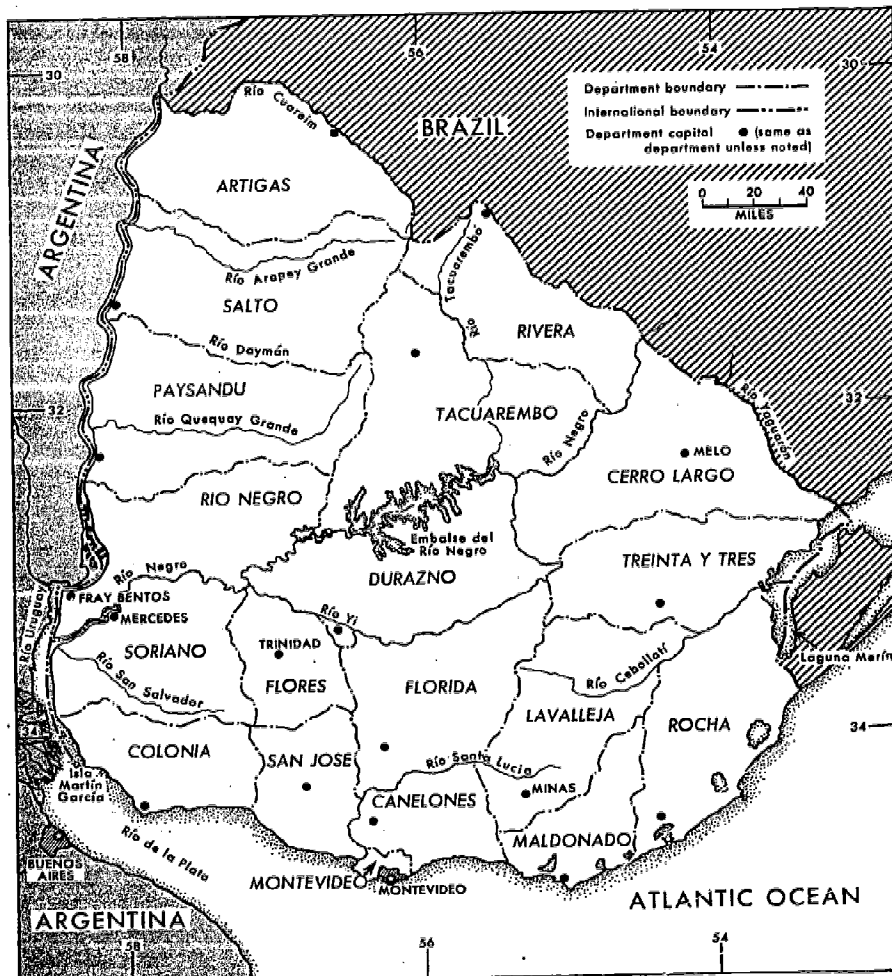 58
56
54
30
30
Department boundary
International boundary
Department capital (same as
department unless noted)
0 20 40
MILES
BRAZIL
Río Cuareim
ARGENTINA
ARTIGAS
Río Arapey Grande
SALTO
Río Tacuarembó
RIVERA
Río Daymán
PAYSANDU
Río Queguay Grande
TACUAREMBO
Río Negro
32
32
Río Yaguarón
MELO
CERRO LARGO
RIO NEGRO
Embalse del
Río Negro
DURAZNO
TREINTA Y TRES
Río Negro
FRAY BENTOS
MERCEDES
Río Uruguay
SORIANO
Río Yi
TRINIDAD
FLORES
FLORIDA
Río San Salvador
Río Cebollatí
Laguna Merín
LAVALLEJA
ROCHA
34
34
COLONIA
SAN JOSE
Río Santa Lucia
Isla
Martín
García
CANELONES
MINAS
MALDONADO
Río de la Plata
BUENOS
AIRES
MONTEVIDEO
MONTEVIDEO
ATLANTIC OCEAN
ARGENTINA
58
56
54